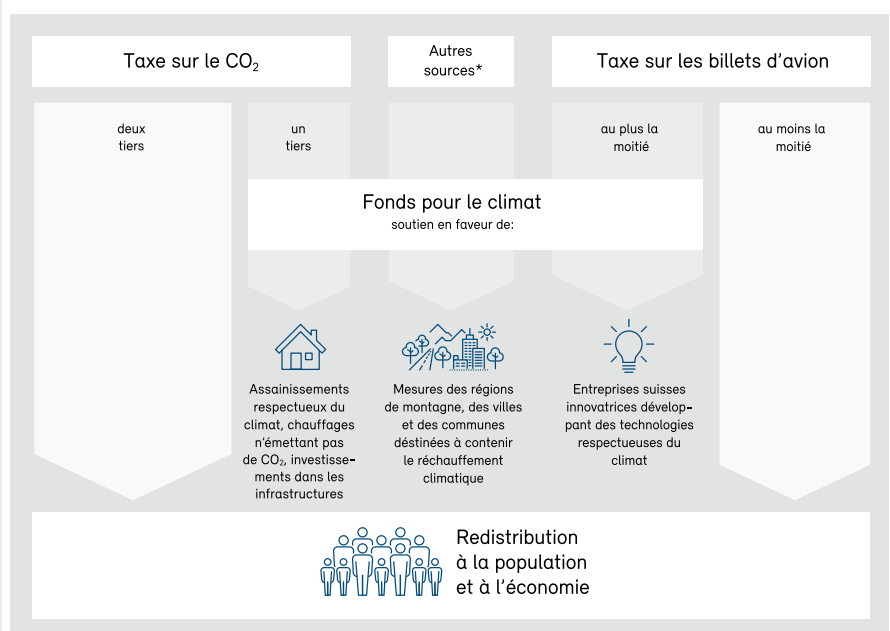 Taxe sur le CO₂
Autres
sources*
Taxe sur les billets d’avion
deux
tiers
un
tiers
au plus la
moitié
au moins la
moitié
Fonds pour le climat
soutien en faveur de:
Assainissements
respectueux du
climat, chauffages
n’émettant pas
de CO₂, investisse-
ments dans les
infrastructures
Mesures des régions
de montagne, des villes
et des communes
déstinées à contenir
le réchauffement
climatique
Entreprises suisses
innovatrices dévelop-
pant des technologies
respectueuses du
climat
Redistribution
à la population
et à l’économie